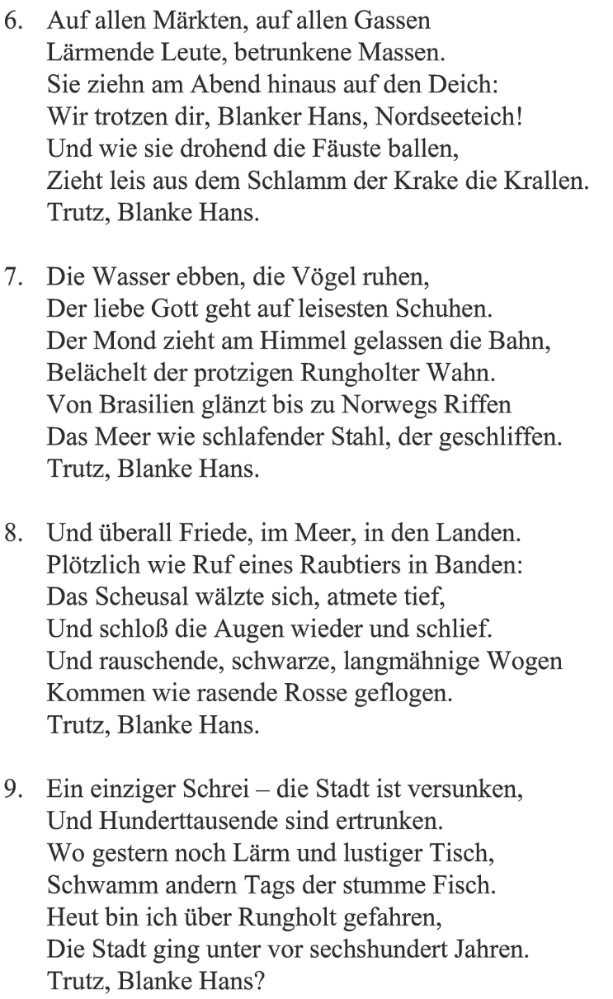 6. Auf allen Märkten, auf allen Gassen
Lärmende Leute, betrunkene Massen.
Sie ziehn am Abend hinaus auf den Deich:
Wir trotzen dir, Blanker Hans, Nordseeteich!
Und wie sie drohend die Fäuste ballen,
Zieht leis aus dem Schlamm der Krake die Krallen.
Trutz, Blanke Hans.
7. Die Wasser ebben, die Vögel ruhen,
Der liebe Gott geht auf leisesten Schuhen.
Der Mond zieht am Himmel gelassen die Bahn,
Belächelt der protzigen Rungholter Wahn.
Von Brasilien glänzt bis zu Norwegs Riffen
Das Meer wie schlafender Stahl, der geschliffen.
Trutz, Blanke Hans.
8. Und überall Friede, im Meer, in den Landen.
Plötzlich wie Ruf eines Raubtiers in Banden:
Das Scheusal wälzte sich, atmete tief,
Und schloß die Augen wieder und schlief.
Und rauschende, schwarze, langmähnige Wogen
Kommen wie rasende Rosse geflogen.
Trutz, Blanke Hans.
9. Ein einziger Schrei – die Stadt ist versunken,
Und Hunderttausende sind ertrunken.
Wo gestern noch Lärm und lustiger Tisch,
Schwamm andern Tags der stumme Fisch.
Heut bin ich über Rungholt gefahren,
Die Stadt ging unter vor sechshundert Jahren.
Trutz, Blanke Hans?